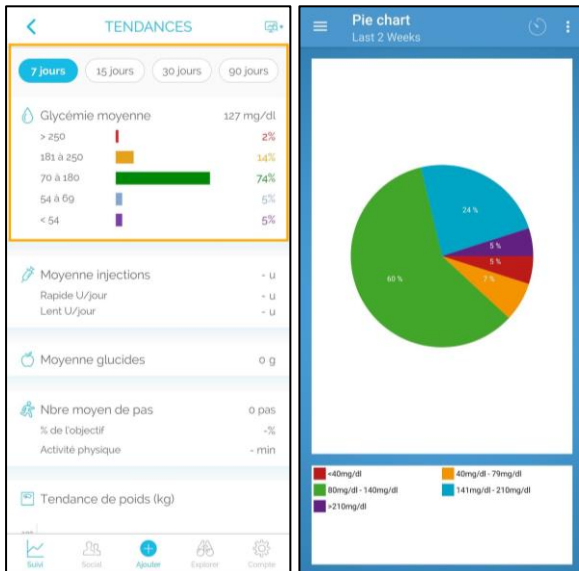 TENDANCES
7 jours
15 jours
30 jours
90 jours
Glycémie moyenne 127 mg/dl
> 250 2%
181 à 250 14%
70 à 180 74%
54 à 69 5%
< 54 5%
Moyenne injections - u
Rapide U/jour - u
Lent U/jour - u
Moyenne glucides 0 g
Nbre moyen de pas 0 pas
% de l'objectif -%
Activité physique - min
Tendance de poids (kg)
Suivi
Social
Ajouter
Explorer
Compte
Pie chart
Last 2 Weeks
24 %
5 %
5 %
7 %
60 %
<40mg/dl
40mg/dl - 79mg/dl
80mg/dl - 140mg/dl
141mg/dl - 210mg/dl
>210mg/dl